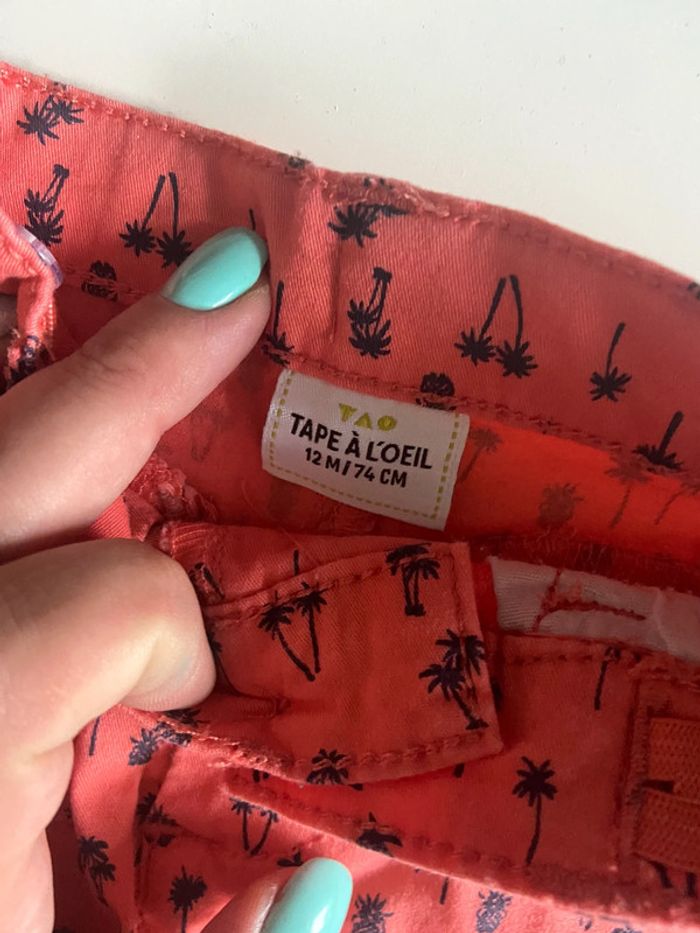 TAO
TAPE À L'OEIL
12 M / 74 CM